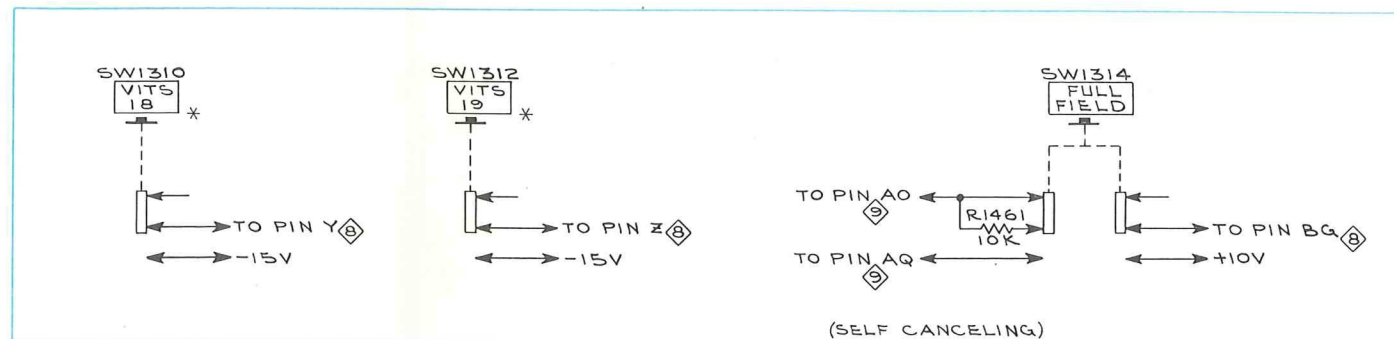 SW1310
VITS
18
*
TO PIN Y 8
-15V
SW1312
VITS
19
*
TO PIN Z 8
-15V
SW1314
FULL
FIELD
TO PIN AO
9
R1461
10K
TO PIN AQ
9
TO PIN BG 8
+10V
(SELF CANCELING)